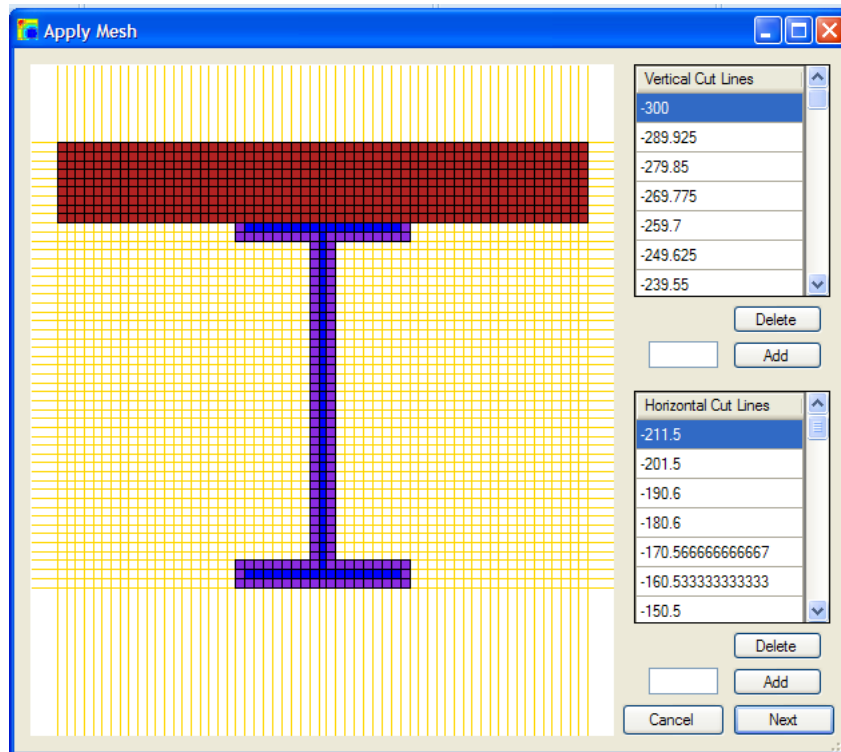 Apply Mesh
Vertical Cut Lines
-300
-289.925
-279.85
-269.775
-259.7
-249.625
-239.55
Delete
Add
Horizontal Cut Lines
-211.5
-201.5
-190.6
-180.6
-170.566666666667
-160.533333333333
-150.5
Delete
Add
Cancel Next